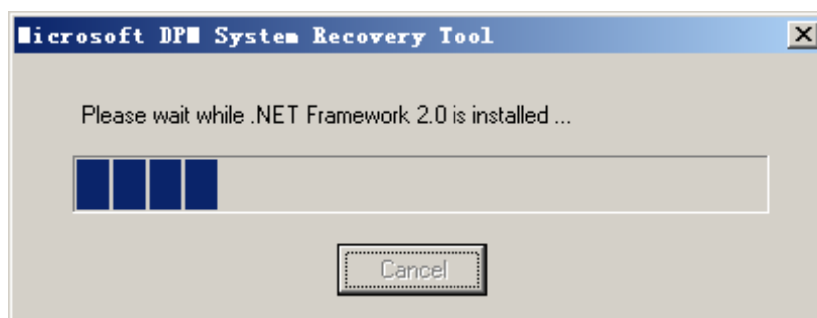 Microsoft DPM System Recovery Tool
Please wait while .NET Framework 2.0 is installed ...
Cancel